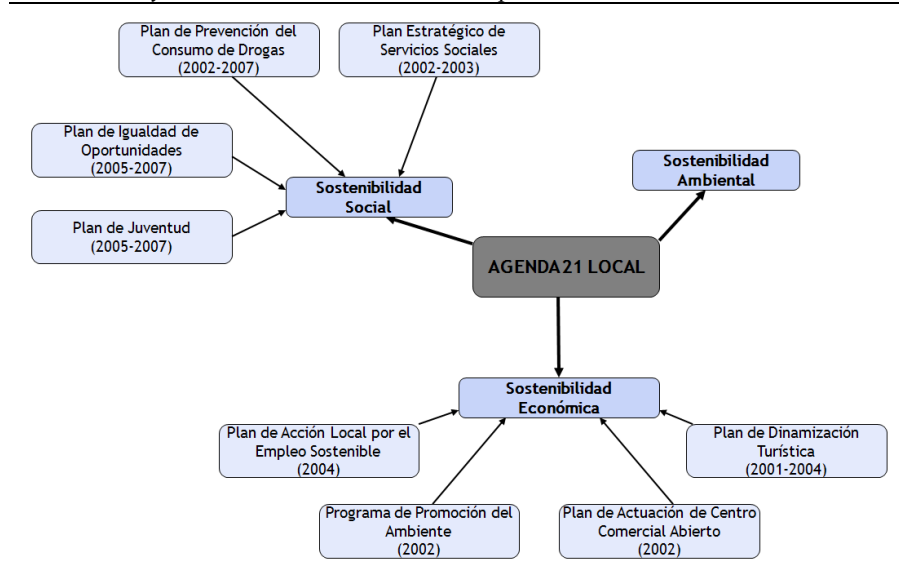 Plan de Prevención del
Consumo de Drogas
(2002-2007)
Plan Estratégico de
Servicios Sociales
(2002-2003)
Plan de Igualdad de
Oportunidades
(2005-2007)
Sostenibilidad
Social
Sostenibilidad
Ambiental
Plan de Juventud
(2005-2007)
AGENDA 21 LOCAL
Sostenibilidad
Económica
Plan de Acción Local por el
Empleo Sostenible
(2004)
Plan de Dinamización
Turística
(2001-2004)
Programa de Promoción del
Ambiente
(2002)
Plan de Actuación de Centro
Comercial Abierto
(2002)